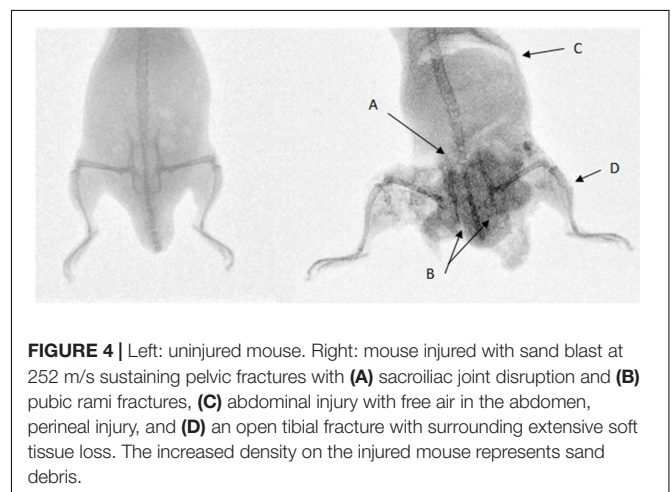 C
A
D
B
FIGURE 4 | Left: uninjured mouse. Right: mouse injured with sand blast at
252 m/s sustaining pelvic fractures with (A) sacroiliac joint disruption and (B)
pubic rami fractures, (C) abdominal injury with free air in the abdomen,
perineal injury, and (D) an open tibial fracture with surrounding extensive soft
tissue loss. The increased density on the injured mouse represents sand
debris.